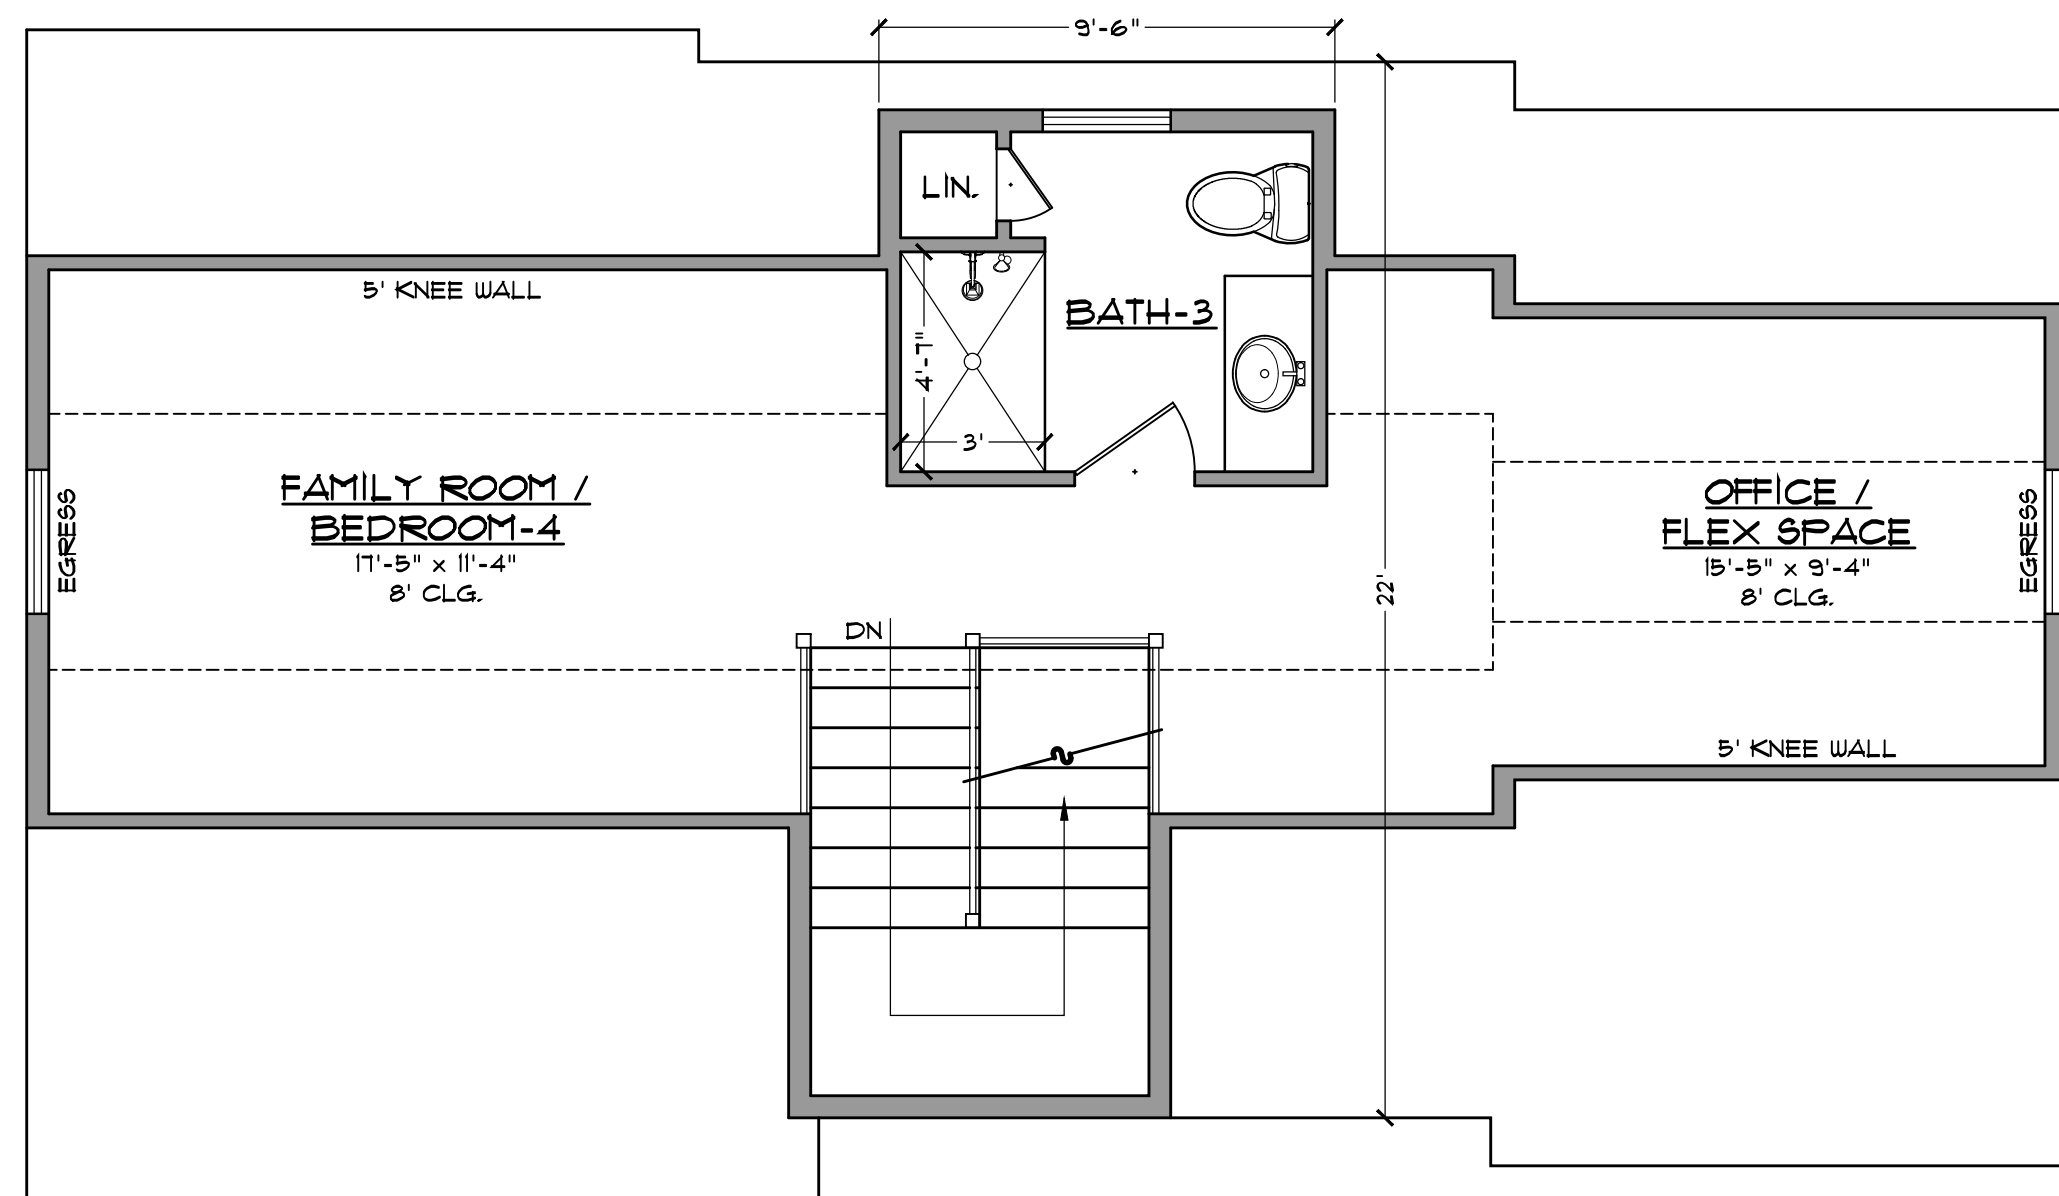 9'-6"
LIN.
5' KNEE WALL
BATH-3
4'-7"
3'
FAMILY ROOM /
BEDROOM-4
17'-5" x 11'-4"
8' CLG.
EGRESS
OFFICE /
FLEX SPACE
15'-5" x 9'-4"
8' CLG.
EGRESS
22'
DN
5' KNEE WALL